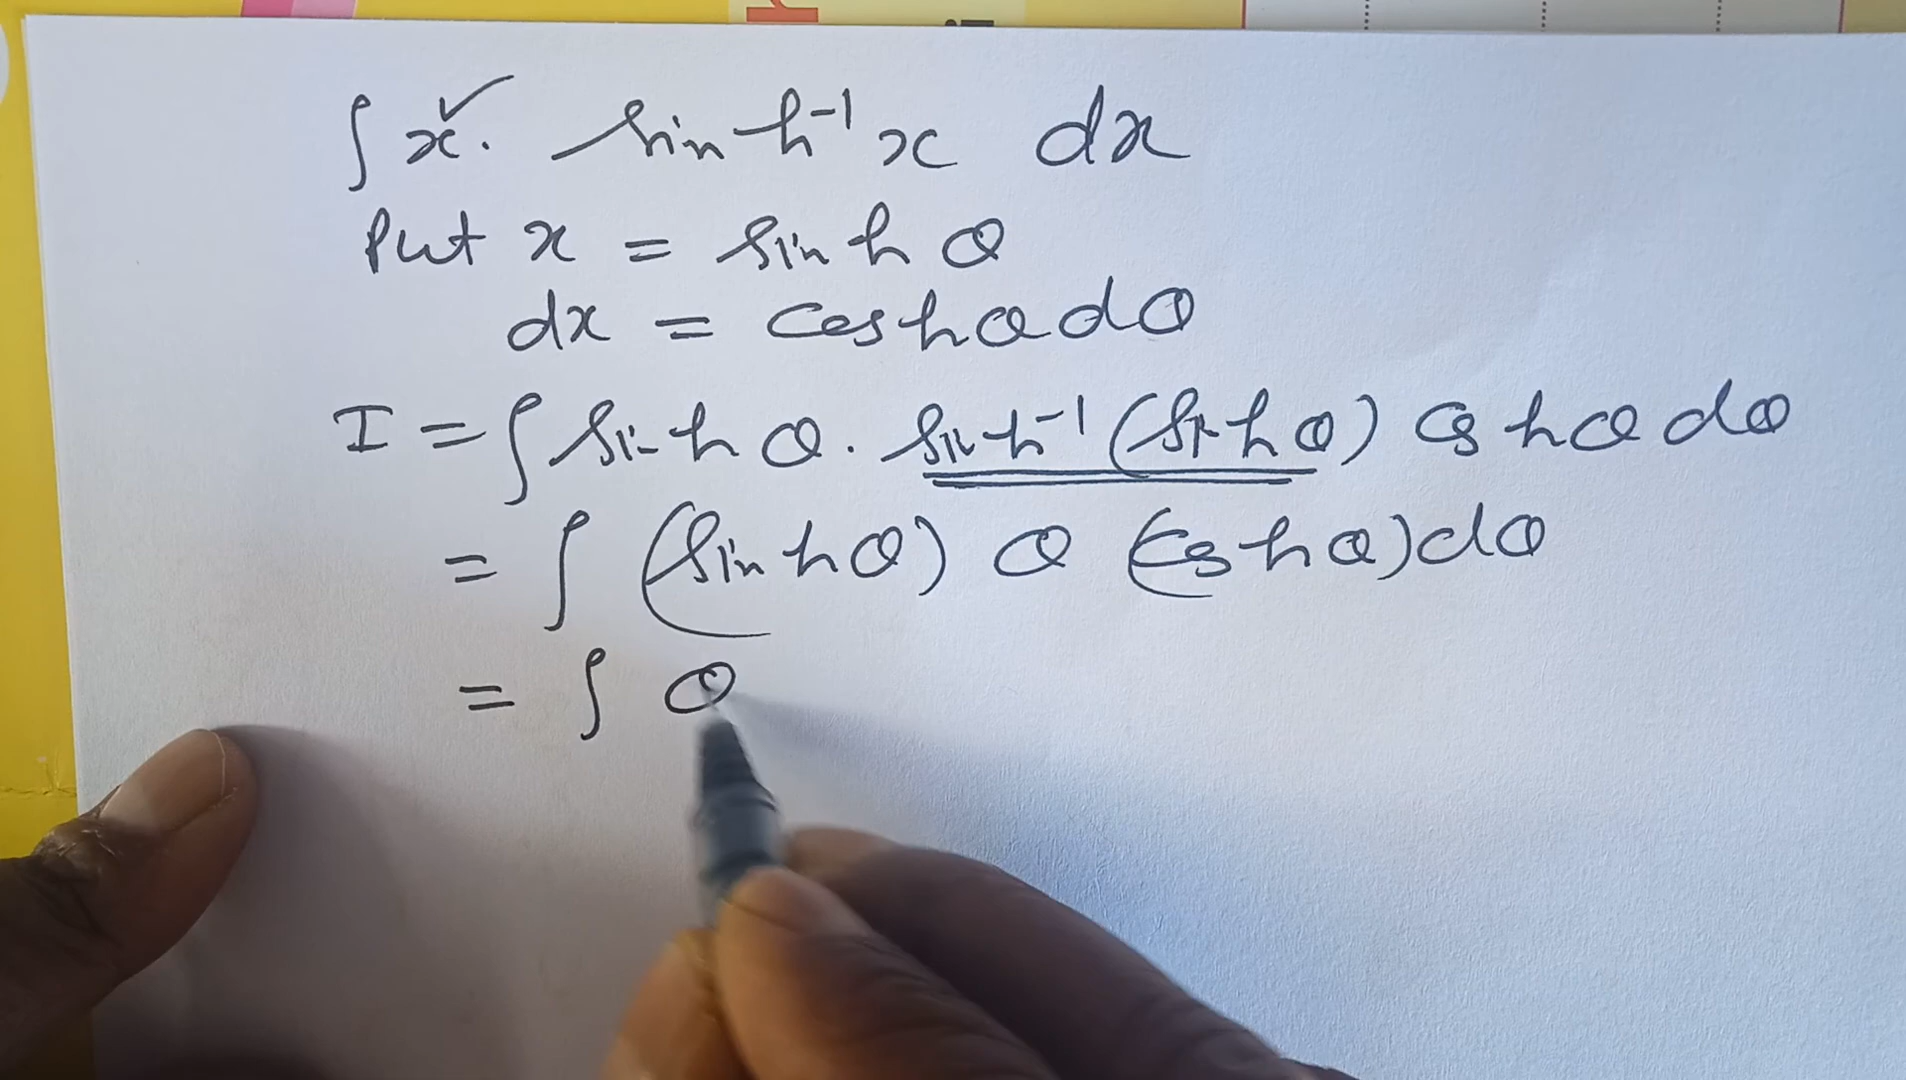 ∫ x. sinh⁻¹ x dx
Put x = sinh θ
dx = cosh θ dθ
I = ∫ sinh θ . sinh⁻¹ (sinh θ) cosh θ dθ
= ∫ (sinh θ) θ (cosh θ) dθ
= ∫ θ